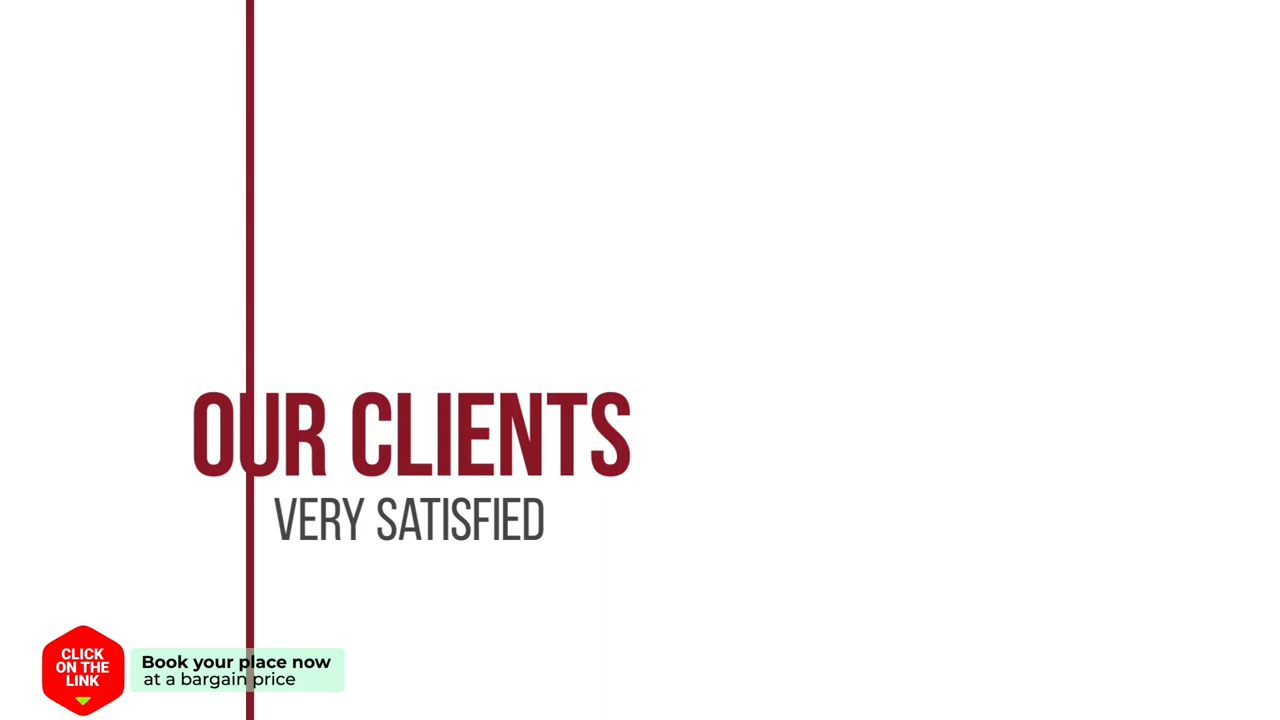 OUR CLIENTS
VERY SATISFIED
CLICK
ON THE
LINK
Book your place now
at a bargain price